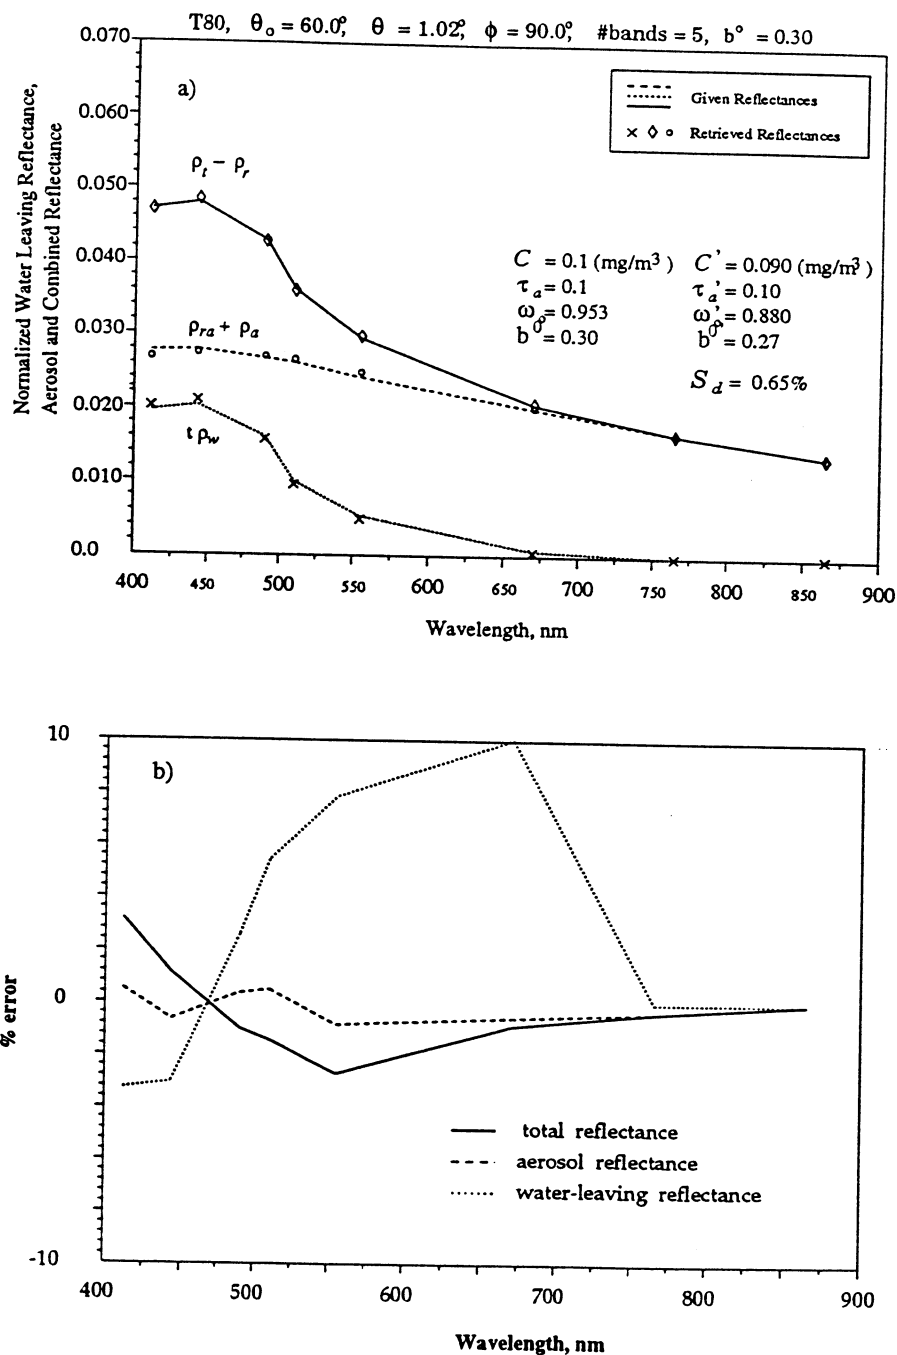 T80, θo = 60.0°, θ = 1.02°, φ = 90.0°, #bands = 5, b° = 0.30
Normalized Water Leaving Reflectance,
Aerosol and Combined Reflectance
0.070
0.060
0.050
0.040
0.030
0.020
0.010
0.0
a)
Given Reflectances
× ◇ ○ Retrieved Reflectances
ρt − ρr
ρra + ρa
t ρw
C = 0.1 (mg/m³) C' = 0.090 (mg/m³)
τa = 0.1 τa' = 0.10
ωo = 0.953 ωo' = 0.880
b° = 0.30 b°' = 0.27
Sd = 0.65%
400 450 500 550 600 650 700 750 800 850 900
Wavelength, nm
b)
% error
10
0
-10
total reflectance
aerosol reflectance
water-leaving reflectance
400 500 600 700 800 900
Wavelength, nm